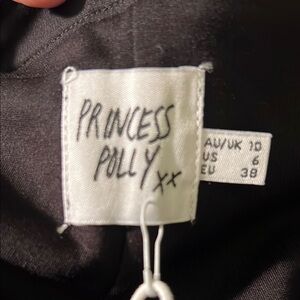 PRINCESS
POLLY xx
AU/UK 10
US 6
EU 38